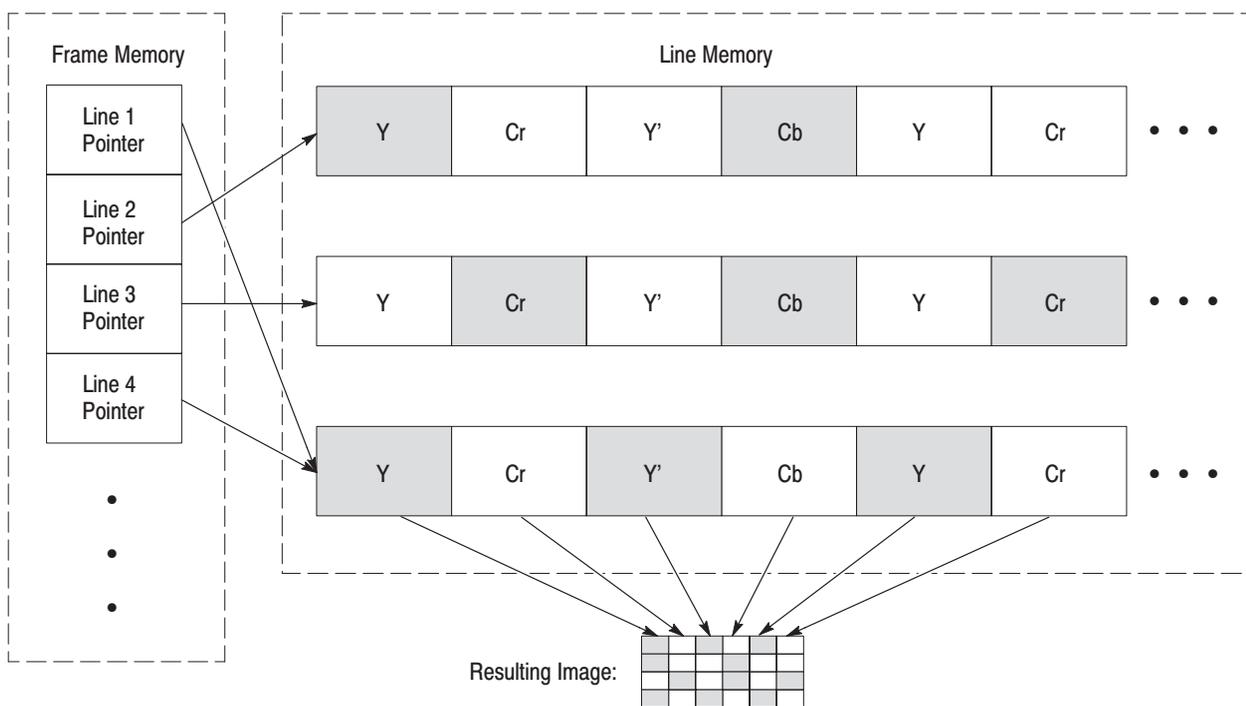 Frame Memory
Line 1
Pointer
Line 2
Pointer
Line 3
Pointer
Line 4
Pointer
Line Memory
Y Cr Y’ Cb Y Cr
Y Cr Y’ Cb Y Cr
Y Cr Y’ Cb Y Cr
Resulting Image: